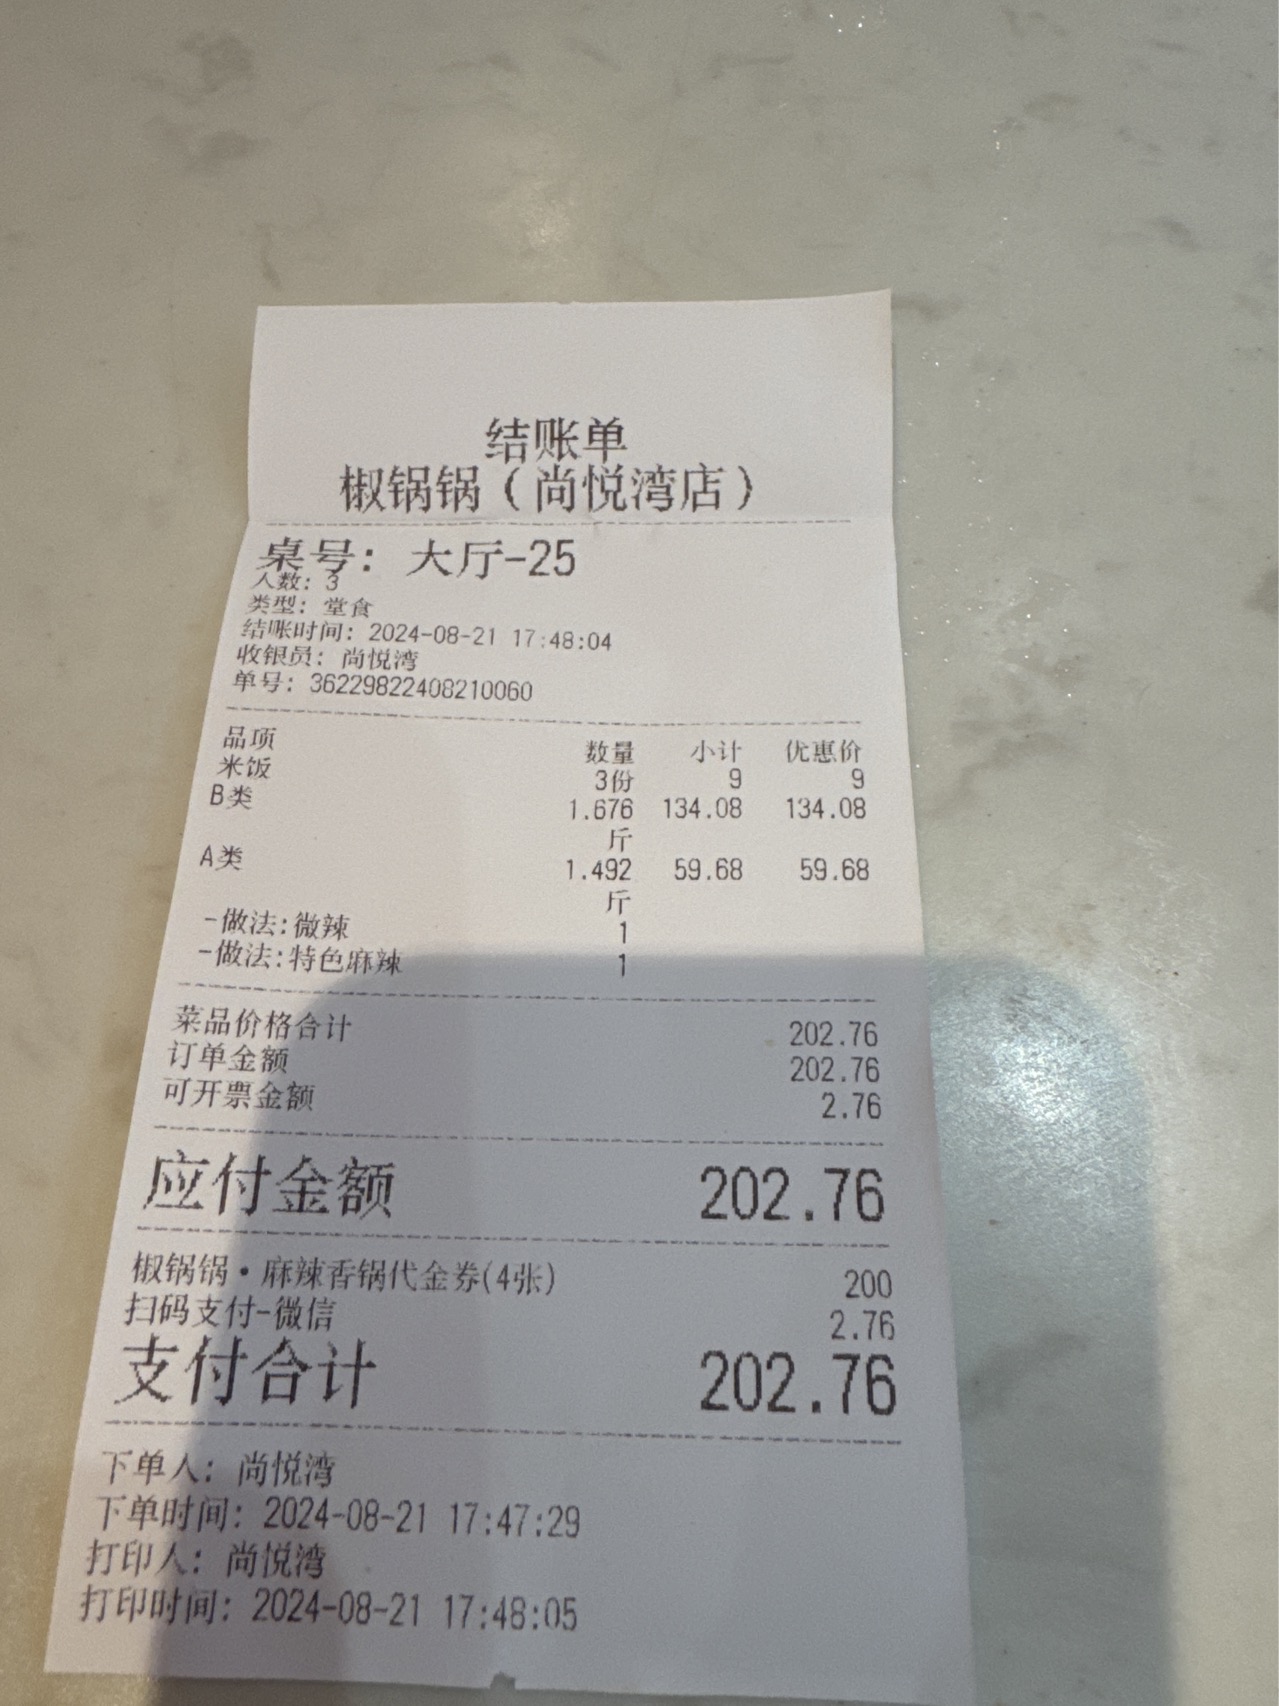 结账单
椒锅锅（尚悦湾店）
桌号：大厅-25
人数：3
类型：堂食
结账时间：2024-08-21 17:48:04
收银员：尚悦湾
单号：36229822408210060
品项 数量 小计 优惠价
米饭 3份 9 9
B类 1.676 134.08 134.08
斤
A类 1.492 59.68 59.68
斤
-做法:微辣 1
-做法:特色麻辣 1
菜品价格合计 202.76
订单金额 202.76
可开票金额 2.76
应付金额 202.76
椒锅锅·麻辣香锅代金券(4张) 200
扫码支付-微信 2.76
支付合计 202.76
下单人：尚悦湾
下单时间：2024-08-21 17:47:29
打印人：尚悦湾
打印时间：2024-08-21 17:48:05